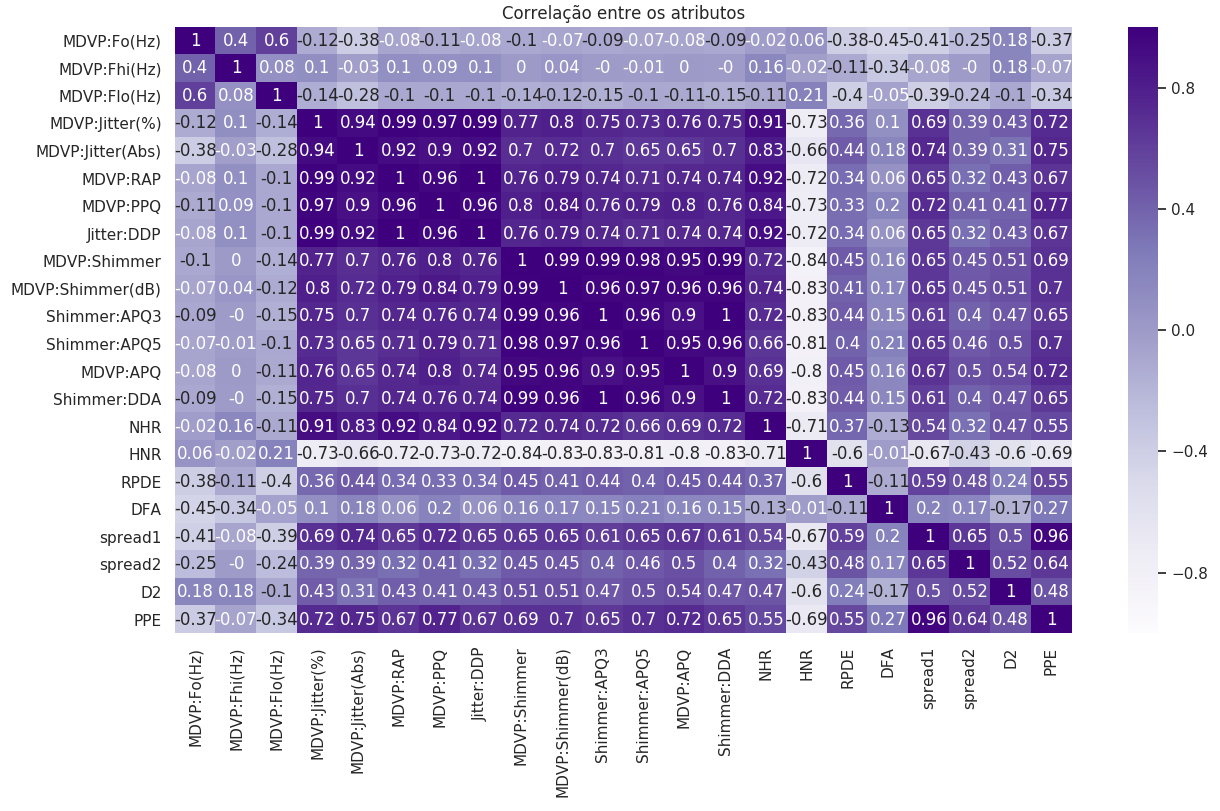 Correlação entre os atributos
MDVP:Fo(Hz) 1 0.4 0.6 -0.12 -0.38 -0.08 -0.11 -0.08 -0.1 -0.07 -0.09 -0.07 -0.08 -0.09 -0.02 0.06 -0.38 -0.45 -0.41 -0.25 0.18 -0.37
MDVP:Fhi(Hz) 0.4 1 0.08 0.1 -0.03 0.1 0.09 0.1 0 0.04 -0 -0.01 0 -0 0.16 -0.02 -0.11 -0.34 -0.08 -0 0.18 -0.07
MDVP:Flo(Hz) 0.6 0.08 1 -0.14 -0.28 -0.1 -0.1 -0.1 -0.14 -0.12 -0.15 -0.1 -0.11 -0.15 -0.11 0.21 -0.4 -0.05 -0.39 -0.24 -0.1 -0.34
MDVP:Jitter(%) -0.12 0.1 -0.14 1 0.94 0.99 0.97 0.99 0.77 0.8 0.75 0.73 0.76 0.75 0.91 -0.73 0.36 0.1 0.69 0.39 0.43 0.72
MDVP:Jitter(Abs) -0.38 -0.03 -0.28 0.94 1 0.92 0.9 0.92 0.7 0.72 0.7 0.65 0.65 0.7 0.83 -0.66 0.44 0.18 0.74 0.39 0.31 0.75
MDVP:RAP -0.08 0.1 -0.1 0.99 0.92 1 0.96 1 0.76 0.79 0.74 0.71 0.74 0.74 0.92 -0.72 0.34 0.06 0.65 0.32 0.43 0.67
MDVP:PPQ -0.11 0.09 -0.1 0.97 0.9 0.96 1 0.96 0.8 0.84 0.76 0.79 0.8 0.76 0.84 -0.73 0.33 0.2 0.72 0.41 0.41 0.77
Jitter:DDP -0.08 0.1 -0.1 0.99 0.92 1 0.96 1 0.76 0.79 0.74 0.71 0.74 0.74 0.92 -0.72 0.34 0.06 0.65 0.32 0.43 0.67
MDVP:Shimmer -0.1 0 -0.14 0.77 0.7 0.76 0.8 0.76 1 0.99 0.99 0.98 0.95 0.99 0.72 -0.84 0.45 0.16 0.65 0.45 0.51 0.69
MDVP:Shimmer(dB) -0.07 0.04 -0.12 0.8 0.72 0.79 0.84 0.79 0.99 1 0.96 0.97 0.96 0.96 0.74 -0.83 0.41 0.17 0.65 0.45 0.51 0.7
Shimmer:APQ3 -0.09 -0 -0.15 0.75 0.7 0.74 0.76 0.74 0.99 0.96 1 0.96 0.9 1 0.72 -0.83 0.44 0.15 0.61 0.4 0.47 0.65
Shimmer:APQ5 -0.07 -0.01 -0.1 0.73 0.65 0.71 0.79 0.71 0.98 0.97 0.96 1 0.95 0.96 0.66 -0.81 0.4 0.21 0.65 0.46 0.5 0.7
MDVP:APQ -0.08 0 -0.11 0.76 0.65 0.74 0.8 0.74 0.95 0.96 0.9 0.95 1 0.9 0.69 -0.8 0.45 0.16 0.67 0.5 0.54 0.72
Shimmer:DDA -0.09 -0 -0.15 0.75 0.7 0.74 0.76 0.74 0.99 0.96 1 0.96 0.9 1 0.72 -0.83 0.44 0.15 0.61 0.4 0.47 0.65
NHR -0.02 0.16 -0.11 0.91 0.83 0.92 0.84 0.92 0.72 0.74 0.72 0.66 0.69 0.72 1 -0.71 0.37 -0.13 0.54 0.32 0.47 0.55
HNR 0.06 -0.02 0.21 -0.73 -0.66 -0.72 -0.73 -0.72 -0.84 -0.83 -0.83 -0.81 -0.8 -0.83 -0.71 1 -0.6 -0.01 -0.67 -0.43 -0.6 -0.69
RPDE -0.38 -0.11 -0.4 0.36 0.44 0.34 0.33 0.34 0.45 0.41 0.44 0.4 0.45 0.44 0.37 -0.6 1 -0.11 0.59 0.48 0.24 0.55
DFA -0.45 -0.34 -0.05 0.1 0.18 0.06 0.2 0.06 0.16 0.17 0.15 0.21 0.16 0.15 -0.13 -0.01 -0.11 1 0.2 0.17 -0.17 0.27
spread1 -0.41 -0.08 -0.39 0.69 0.74 0.65 0.72 0.65 0.65 0.65 0.61 0.65 0.67 0.61 0.54 -0.67 0.59 0.2 1 0.65 0.5 0.96
spread2 -0.25 -0 -0.24 0.39 0.39 0.32 0.41 0.32 0.45 0.45 0.4 0.46 0.5 0.4 0.32 -0.43 0.48 0.17 0.65 1 0.52 0.64
D2 0.18 0.18 -0.1 0.43 0.31 0.43 0.41 0.43 0.51 0.51 0.47 0.5 0.54 0.47 0.47 -0.6 0.24 -0.17 0.5 0.52 1 0.48
PPE -0.37 -0.07 -0.34 0.72 0.75 0.67 0.77 0.67 0.69 0.7 0.65 0.7 0.72 0.65 0.55 -0.69 0.55 0.27 0.96 0.64 0.48 1
MDVP:Fo(Hz)
MDVP:Fhi(Hz)
MDVP:Flo(Hz)
MDVP:Jitter(%)
MDVP:Jitter(Abs)
MDVP:RAP
MDVP:PPQ
Jitter:DDP
MDVP:Shimmer
MDVP:Shimmer(dB)
Shimmer:APQ3
Shimmer:APQ5
MDVP:APQ
Shimmer:DDA
NHR
HNR
RPDE
DFA
spread1
spread2
D2
PPE
0.8
0.4
0.0
−0.4
−0.8